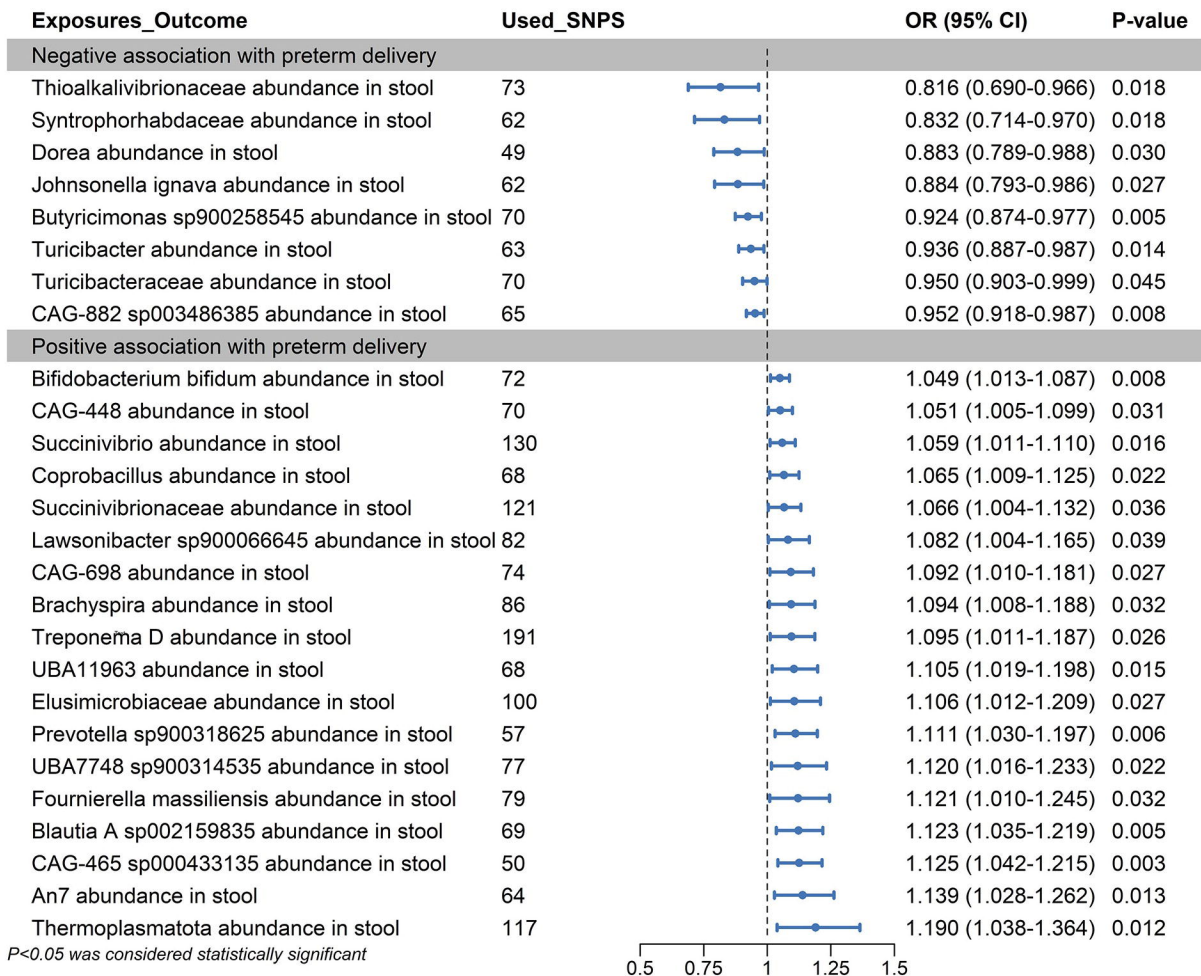 Exposures_Outcome Used_SNPS OR (95% CI) P-value
Negative association with preterm delivery
Thioalkalivibrionaceae abundance in stool 73 0.816 (0.690-0.966) 0.018
Syntrophorhabdaceae abundance in stool 62 0.832 (0.714-0.970) 0.018
Dorea abundance in stool 49 0.883 (0.789-0.988) 0.030
Johnsonella ignava abundance in stool 62 0.884 (0.793-0.986) 0.027
Butyricimonas sp900258545 abundance in stool 70 0.924 (0.874-0.977) 0.005
Turicibacter abundance in stool 63 0.936 (0.887-0.987) 0.014
Turicibacteraceae abundance in stool 70 0.950 (0.903-0.999) 0.045
CAG-882 sp003486385 abundance in stool 65 0.952 (0.918-0.987) 0.008
Positive association with preterm delivery
Bifidobacterium bifidum abundance in stool 72 1.049 (1.013-1.087) 0.008
CAG-448 abundance in stool 70 1.051 (1.005-1.099) 0.031
Succinivibrio abundance in stool 130 1.059 (1.011-1.110) 0.016
Coprobacillus abundance in stool 68 1.065 (1.009-1.125) 0.022
Succinivibrionaceae abundance in stool 121 1.066 (1.004-1.132) 0.036
Lawsonibacter sp900066645 abundance in stool 82 1.082 (1.004-1.165) 0.039
CAG-698 abundance in stool 74 1.092 (1.010-1.181) 0.027
Brachyspira abundance in stool 86 1.094 (1.008-1.188) 0.032
Treponema D abundance in stool 191 1.095 (1.011-1.187) 0.026
UBA11963 abundance in stool 68 1.105 (1.019-1.198) 0.015
Elusimicrobiaceae abundance in stool 100 1.106 (1.012-1.209) 0.027
Prevotella sp900318625 abundance in stool 57 1.111 (1.030-1.197) 0.006
UBA7748 sp900314535 abundance in stool 77 1.120 (1.016-1.233) 0.022
Fournierella massiliensis abundance in stool 79 1.121 (1.010-1.245) 0.032
Blautia A sp002159835 abundance in stool 69 1.123 (1.035-1.219) 0.005
CAG-465 sp000433135 abundance in stool 50 1.125 (1.042-1.215) 0.003
An7 abundance in stool 64 1.139 (1.028-1.262) 0.013
Thermoplasmatota abundance in stool 117 1.190 (1.038-1.364) 0.012
P<0.05 was considered statistically significant
0.5 0.75 1 1.25 1.5